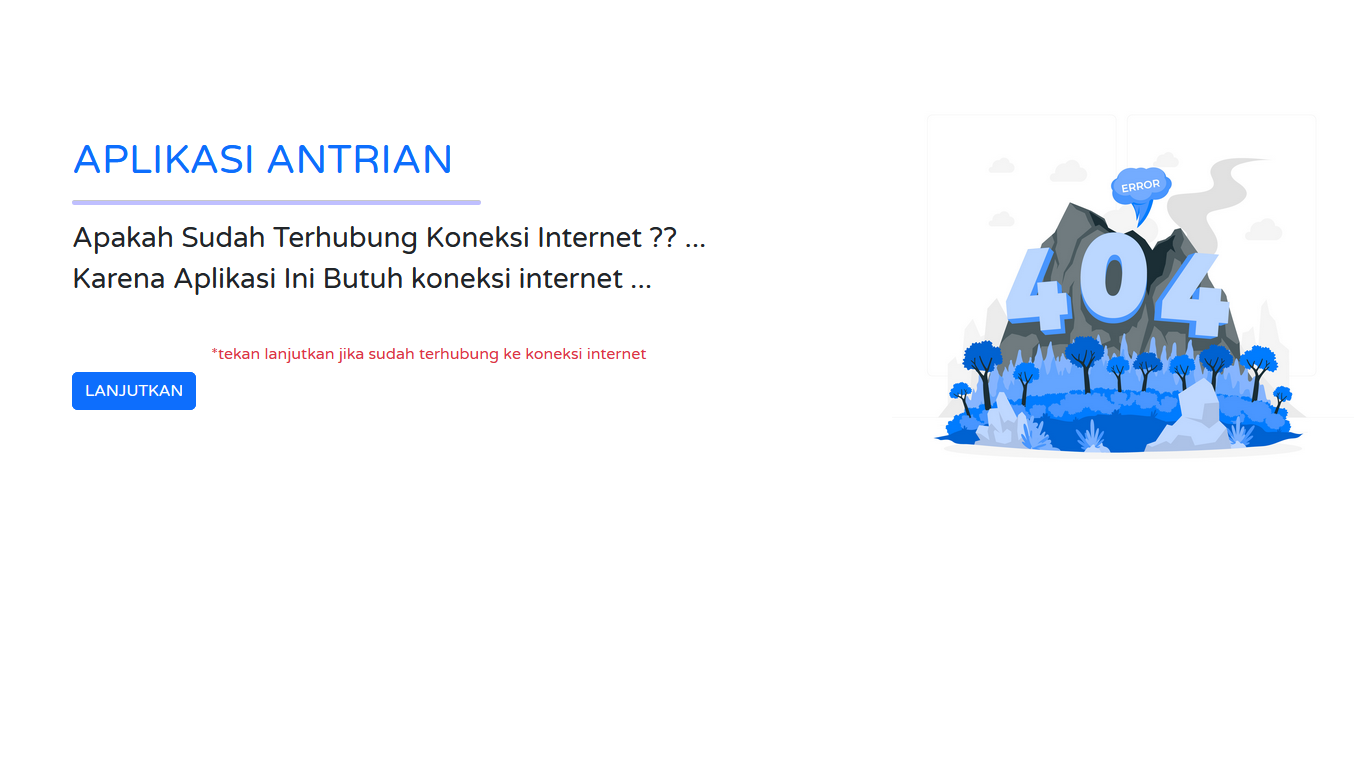 APLIKASI ANTRIAN
Apakah Sudah Terhubung Koneksi Internet ?? ...
Karena Aplikasi Ini Butuh koneksi internet ...
*tekan lanjutkan jika sudah terhubung ke koneksi internet
LANJUTKAN
ERROR
404